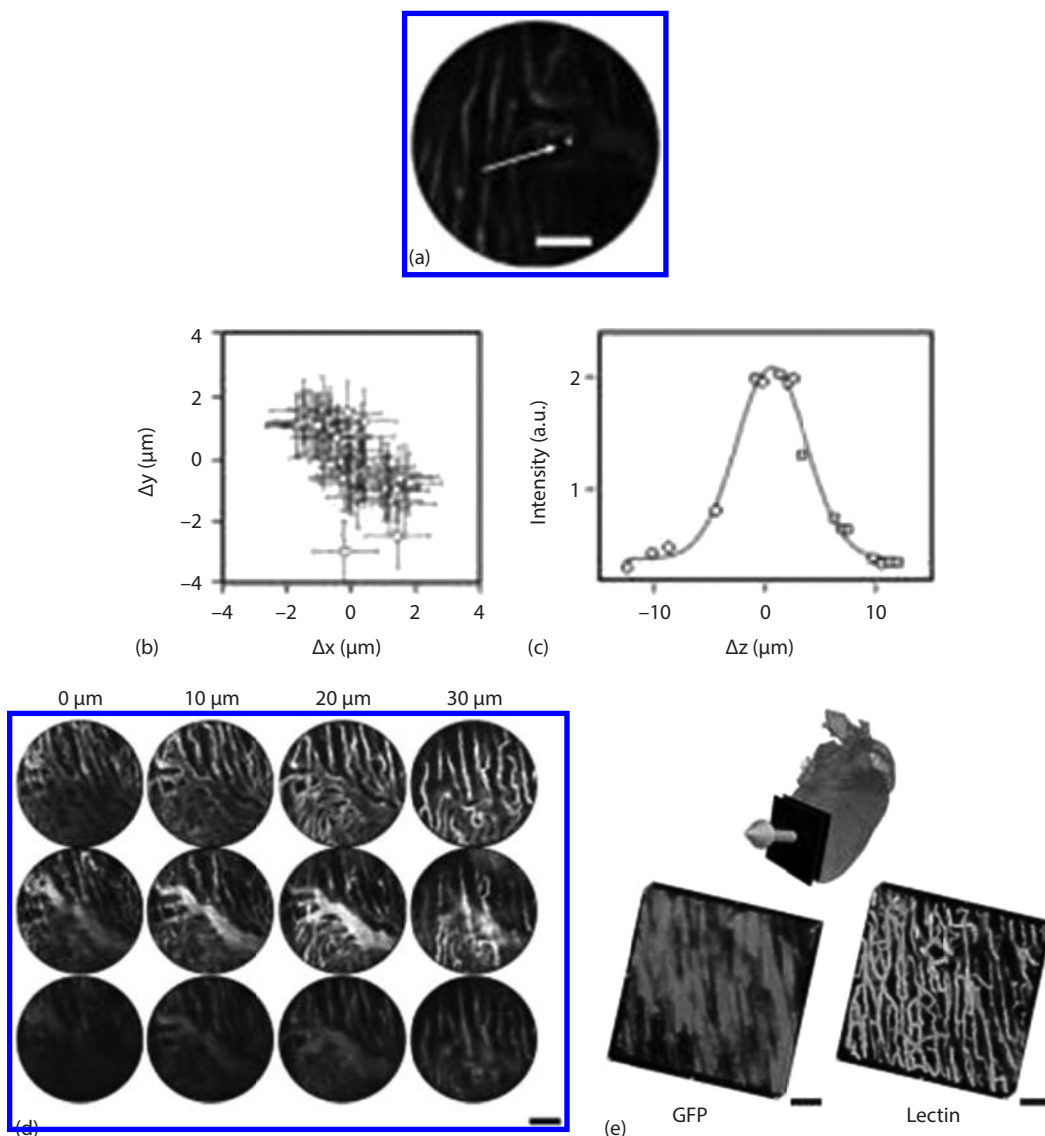 (a)
4
2
0
−2
−4
Δy (µm)
−4
−2
0
2
4
(b)
Δx (µm)
2
1
Intensity (a.u.)
−10
0
10
(c)
Δz (µm)
0 µm
10 µm
20 µm
30 µm
(d)
(e)
GFP
Lectin